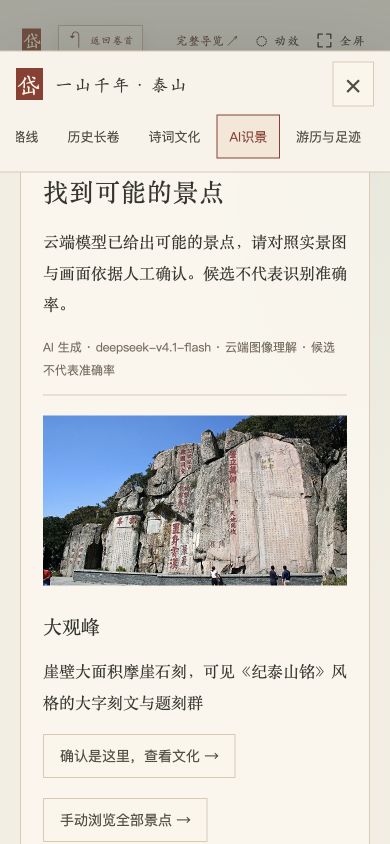 岱
返回卷首
完整导览
动效
全屏
岱
一山千年 · 泰山
路线
历史长卷
诗词文化
AI识景
游历与足迹
找到可能的景点
云端模型已给出可能的景点，请对照实景图
与画面依据人工确认。候选不代表识别准确
率。
AI 生成 · deepseek-v4.1-flash · 云端图像理解 · 候选
不代表准确率
大观峰
崖壁大面积摩崖石刻，可见《纪泰山铭》风
格的大字刻文与题刻群
确认是这里，查看文化 →
手动浏览全部景点 →